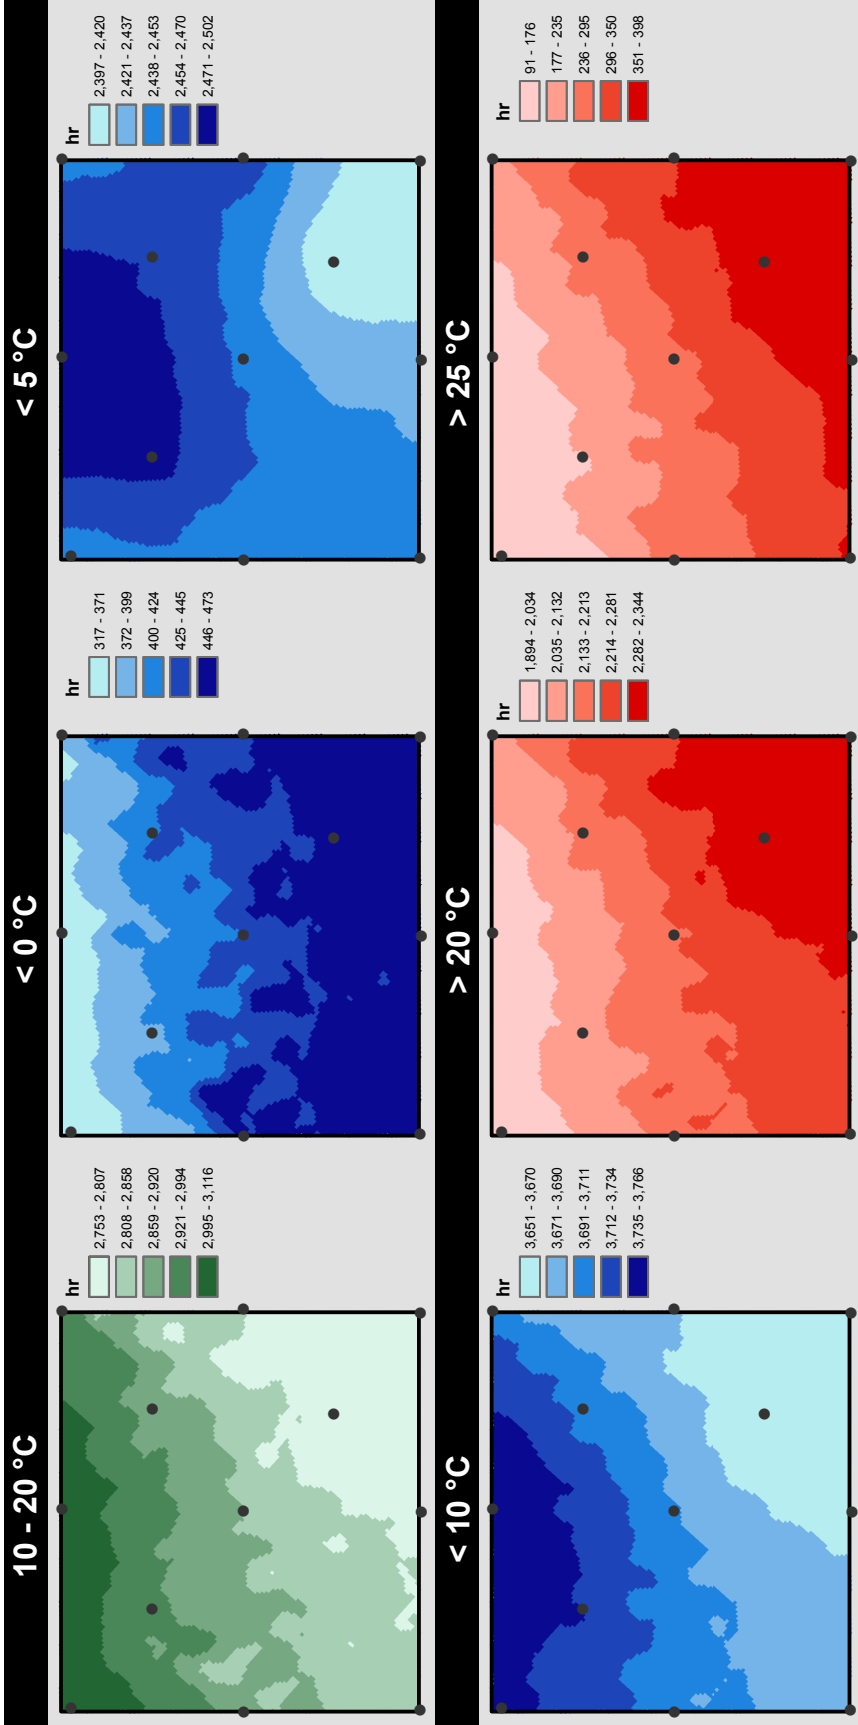 10 - 20 °C
hr
2,753 - 2,807
2,808 - 2,858
2,859 - 2,920
2,921 - 2,994
2,995 - 3,116
< 0 °C
hr
317 - 371
372 - 399
400 - 424
425 - 445
446 - 473
< 5 °C
hr
2,397 - 2,420
2,421 - 2,437
2,438 - 2,453
2,454 - 2,470
2,471 - 2,502
< 10 °C
hr
3,651 - 3,670
3,671 - 3,690
3,691 - 3,711
3,712 - 3,734
3,735 - 3,766
> 20 °C
hr
1,894 - 2,034
2,035 - 2,132
2,133 - 2,213
2,214 - 2,281
2,282 - 2,344
> 25 °C
hr
91 - 176
177 - 235
236 - 295
296 - 350
351 - 398